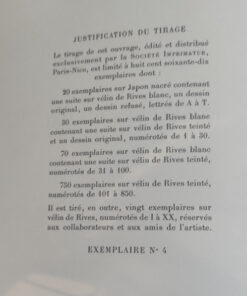 JUSTIFICATION DU TIRAGE
Le tirage de cet ouvrage, édité et distribué
exclusivement par la SOCIÉTÉ IMPRIMATUR,
Paris-Nice, est limité à huit cent soixante-dix
exemplaires dont :
20 exemplaires sur Japon nacré contenant
une suite sur vélin de Rives blanc, un dessin
original, un dessin refusé, lettrés de A à T.
30 exemplaires sur vélin de Rives blanc
contenant une suite sur vélin de Rives teinté
et un dessin original, numérotés de 1 à 30.
70 exemplaires sur vélin de Rives blanc
contenant une suite sur vélin de Rives teinté,
numérotés de 31 à 100.
750 exemplaires sur vélin de Rives teinté,
numérotés de 101 à 850.
Il est tiré, en outre, vingt exemplaires sur
vélin de Rives, numérotés de I à XX, réservés
aux collaborateurs et aux amis de l'artiste.
EXEMPLAIRE N° 4